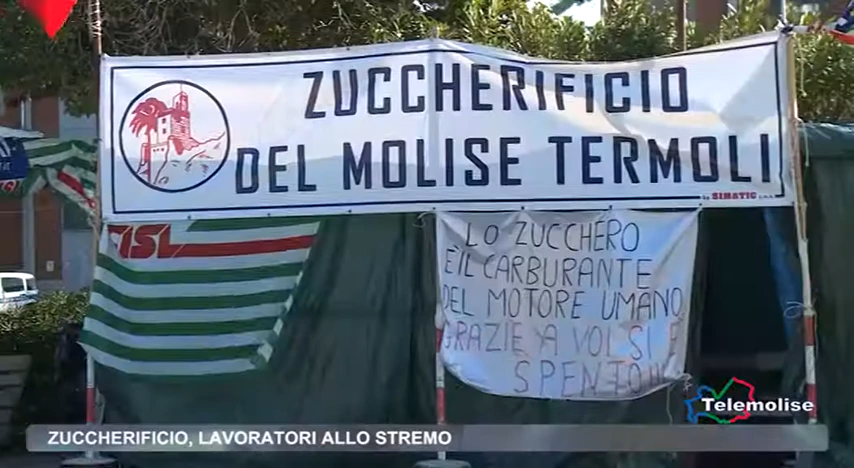 ZUCCHERIFICIO
DEL MOLISE TERMOLI
SIMATIC
LO ZUCCHERO
È IL CARBURANTE
DEL MOTORE UMANO
GRAZIE A VOI SI È
SPENTO!!!
Telemolise
ZUCCHERIFICIO, LAVORATORI ALLO STREMO